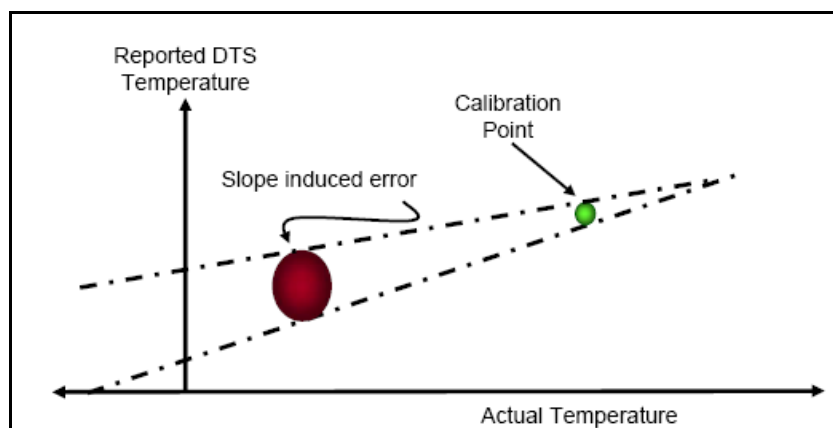 Reported DTS
Temperature
Calibration
Point
Slope induced error
Actual Temperature